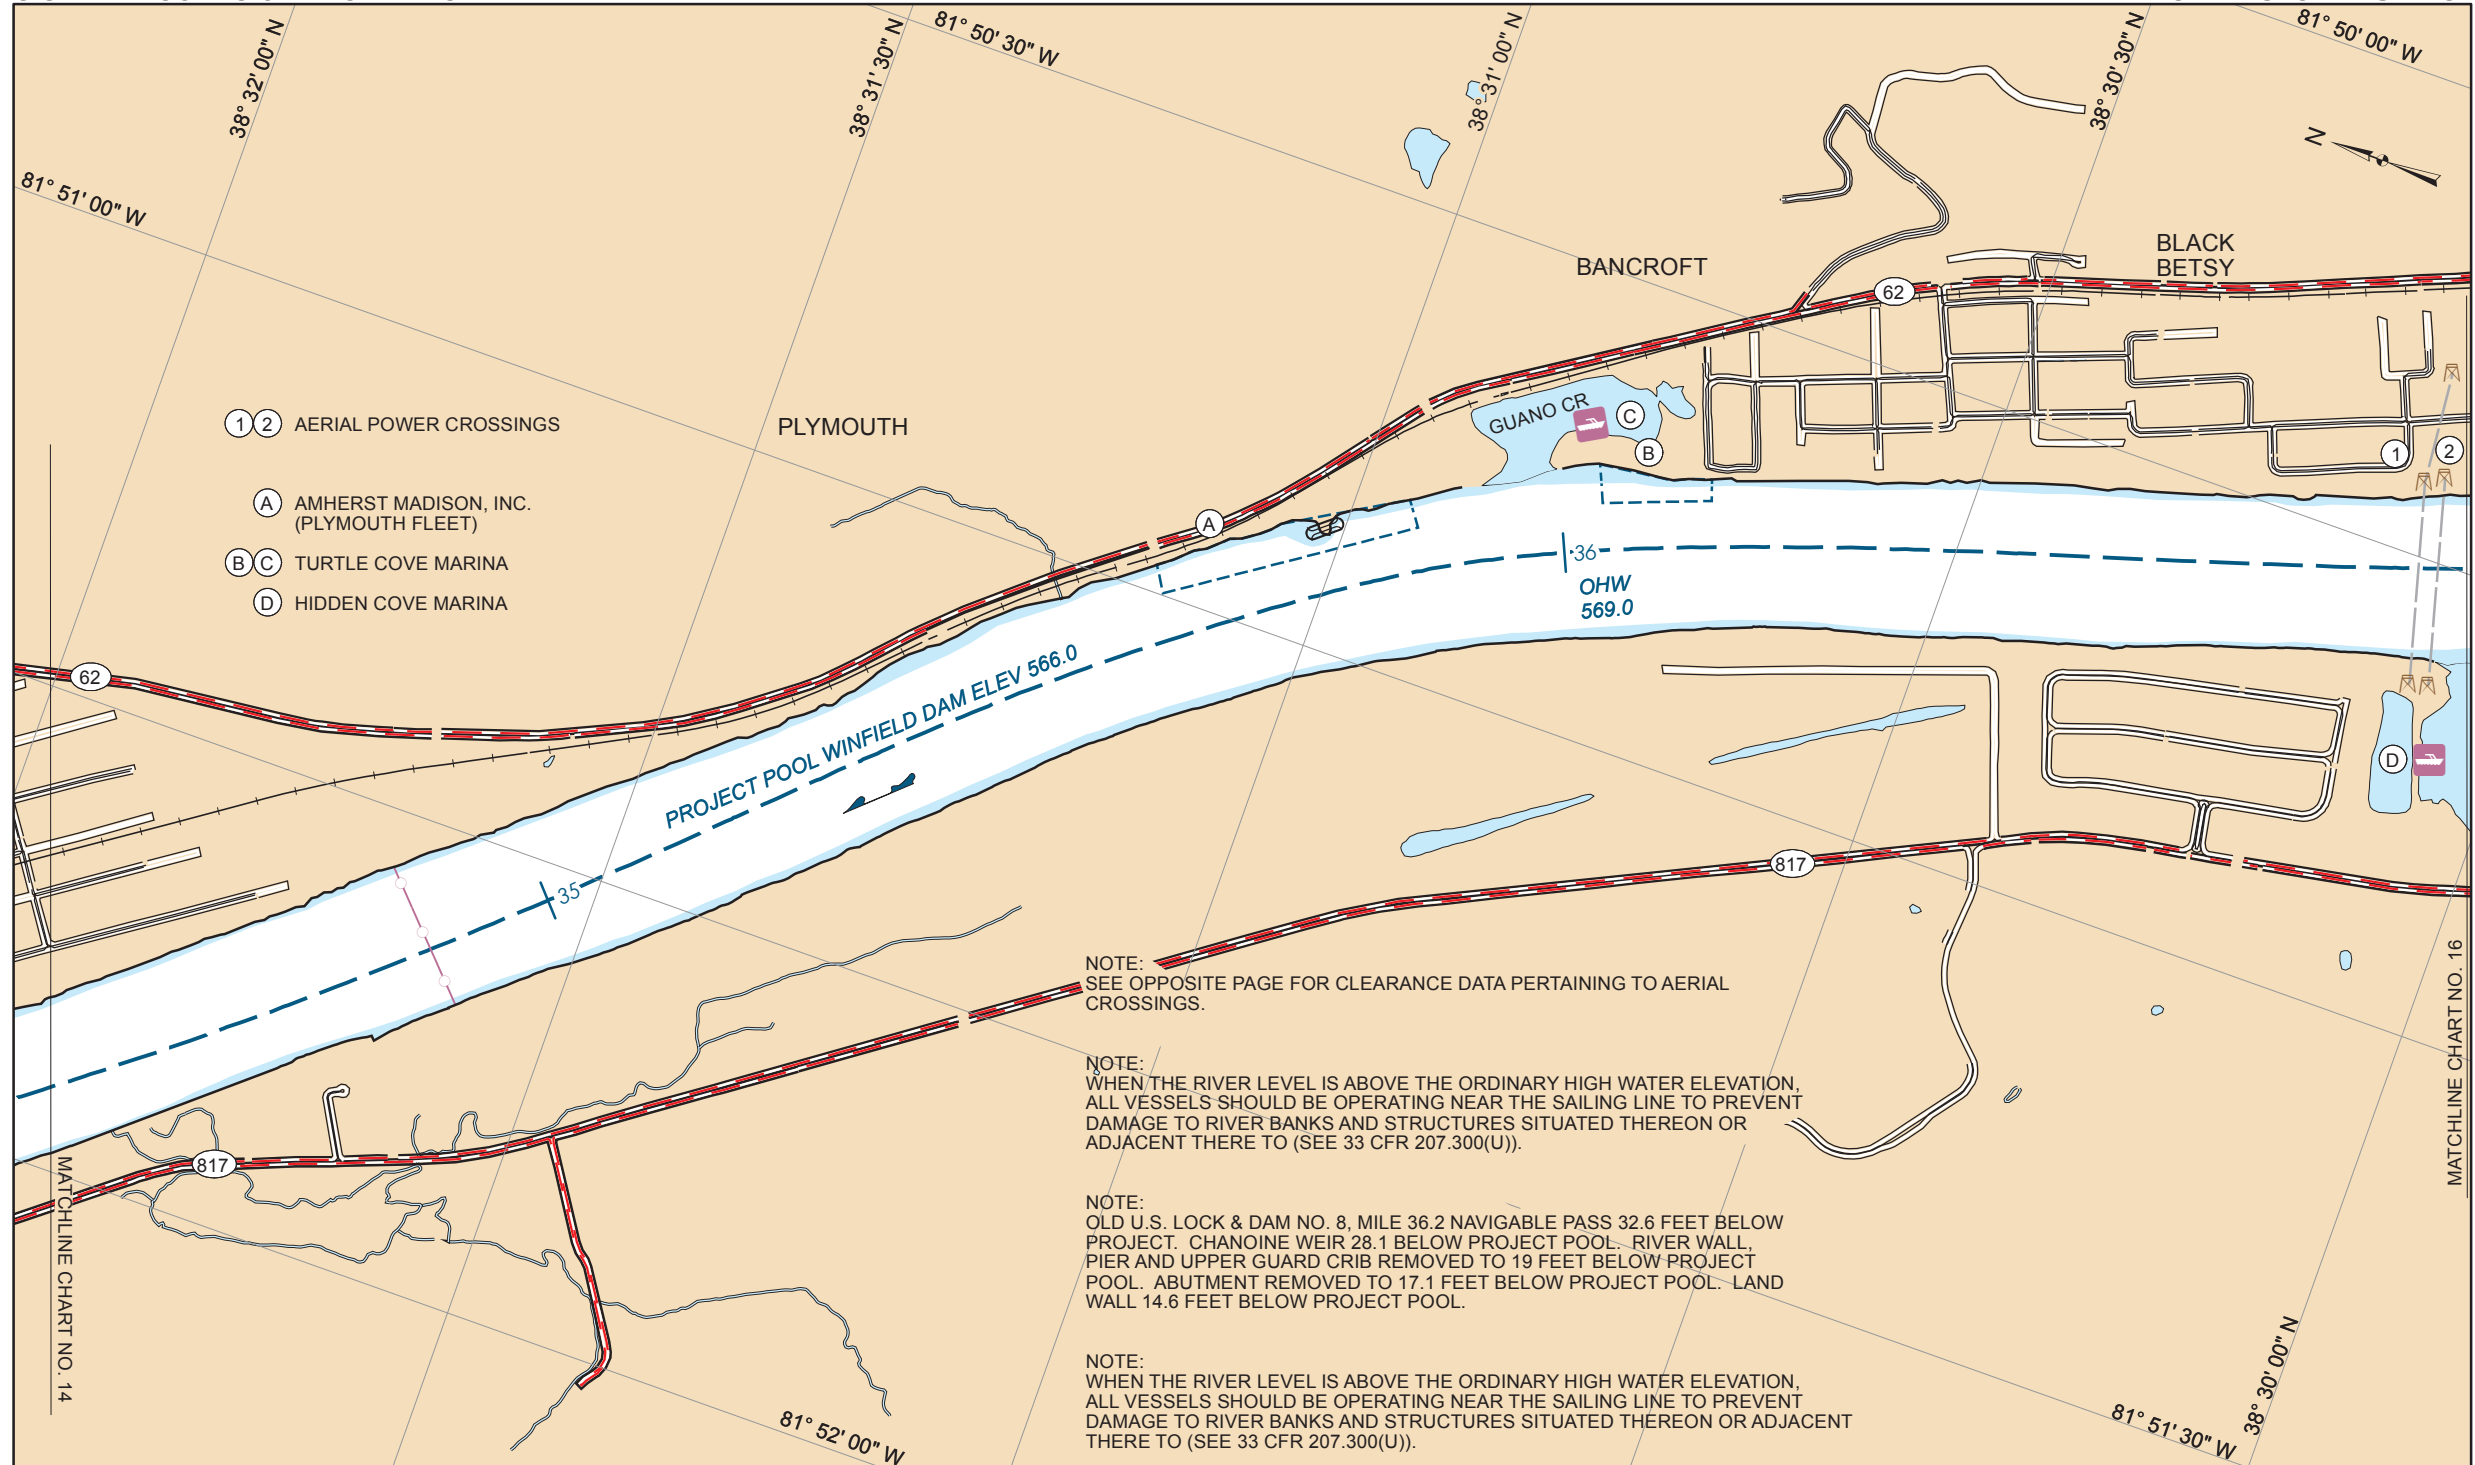 81° 50' 30" W
81° 50' 00" W
38° 32' 00" N
38° 31' 30" N
38° 31' 00" N
38° 30' 30" N
N
81° 51' 00" W
BLACK
BETSY
BANCROFT
62
1 2 AERIAL POWER CROSSINGS
PLYMOUTH
GUANO CR
C
B
1
2
A AMHERST MADISON, INC.
(PLYMOUTH FLEET)
A
B C TURTLE COVE MARINA
36
D HIDDEN COVE MARINA
OHW
569.0
62
PROJECT POOL WINFIELD DAM ELEV 566.0
D
35
817
NOTE:
SEE OPPOSITE PAGE FOR CLEARANCE DATA PERTAINING TO AERIAL
CROSSINGS.
NOTE:
WHEN THE RIVER LEVEL IS ABOVE THE ORDINARY HIGH WATER ELEVATION,
ALL VESSELS SHOULD BE OPERATING NEAR THE SAILING LINE TO PREVENT
DAMAGE TO RIVER BANKS AND STRUCTURES SITUATED THEREON OR
ADJACENT THERE TO (SEE 33 CFR 207.300(U)).
817
MATCHLINE CHART NO. 14
MATCHLINE CHART NO. 16
NOTE:
OLD U.S. LOCK & DAM NO. 8, MILE 36.2 NAVIGABLE PASS 32.6 FEET BELOW
PROJECT. CHANOINE WEIR 28.1 BELOW PROJECT POOL. RIVER WALL,
PIER AND UPPER GUARD CRIB REMOVED TO 19 FEET BELOW PROJECT
POOL. ABUTMENT REMOVED TO 17.1 FEET BELOW PROJECT POOL. LAND
WALL 14.6 FEET BELOW PROJECT POOL.
NOTE:
WHEN THE RIVER LEVEL IS ABOVE THE ORDINARY HIGH WATER ELEVATION,
ALL VESSELS SHOULD BE OPERATING NEAR THE SAILING LINE TO PREVENT
DAMAGE TO RIVER BANKS AND STRUCTURES SITUATED THEREON OR ADJACENT
THERE TO (SEE 33 CFR 207.300(U)).
81° 52' 00" W
81° 51' 30" W
38° 30' 00" N